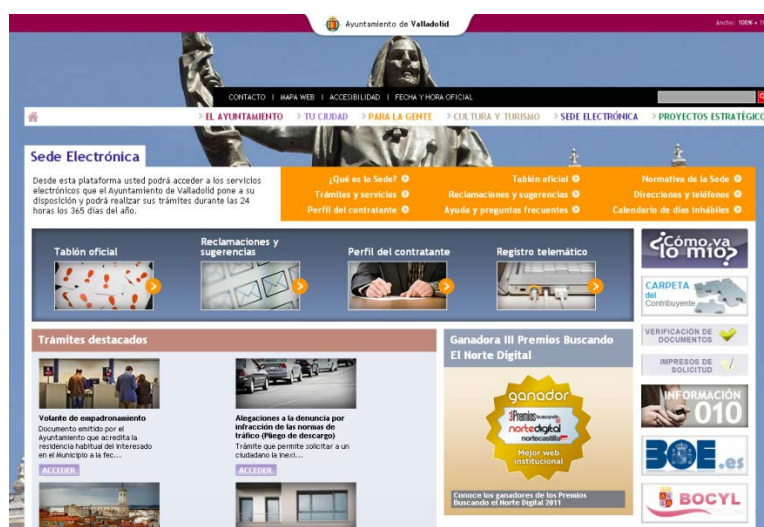 Ayuntamiento de Valladolid
Ancho: 100%
CONTACTO | MAPA WEB | ACCESIBILIDAD | FECHA Y HORA OFICIAL
> EL AYUNTAMIENTO > TU CIUDAD > PARA LA GENTE > CULTURA Y TURISMO > SEDE ELECTRÓNICA > PROYECTOS ESTRATÉGICO
Sede Electrónica
Desde esta plataforma usted podrá acceder a los servicios
electrónicos que el Ayuntamiento de Valladolid pone a su
disposición y podrá realizar sus trámites durante las 24
horas los 365 días del año.
¿Qué es la Sede?
Trámites y servicios
Perfil del contratante
Tablón oficial
Reclamaciones y sugerencias
Ayuda y preguntas frecuentes
Normativa de la Sede
Direcciones y teléfonos
Calendario de días inhábiles
Tablón oficial
Reclamaciones y
sugerencias
Perfil del contratante
Registro telemático
¿Cómo va
lo mío?
CARPETA
del
Contribuyente
VERIFICACIÓN DE
DOCUMENTOS
IMPRESOS DE
SOLICITUD
INFORMACIÓN
010
BOE.es
BOCYL
Trámites destacados
Volante de empadronamiento
Documento emitido por el
Ayuntamiento que acredita la
residencia habitual del interesado
en el Municipio a la fec...
ACCEDER
Alegaciones a la denuncia por
infracción de las normas de
tráfico (Pliego de descargo)
Trámite que permite solicitar a un
ciudadano la inexi...
ACCEDER
Ganadora III Premios Buscando
El Norte Digital
ganador
3 Premios buscando
nortedigital
nortecastilla
Mejor web
institucional
Conoce los ganadores de los Premios
Buscando el Norte Digital 2011